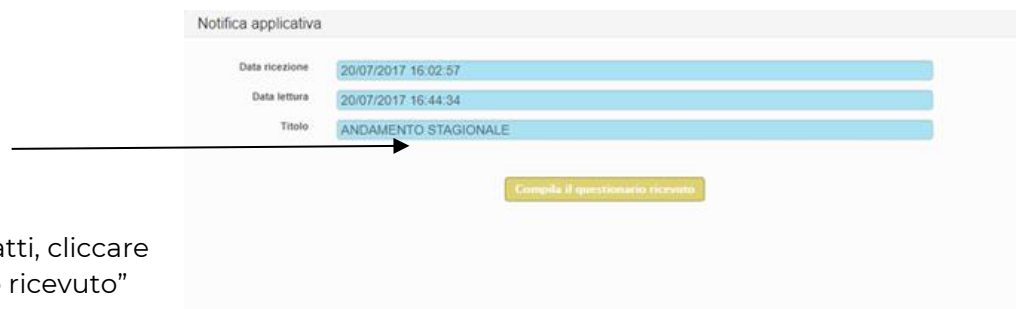 Notifica applicativa
Data ricezione 20/07/2017 16:02:57
Data lettura 20/07/2017 16:44:34
Titolo ANDAMENTO STAGIONALE
Compila il questionario ricevuto
cliccare
ricevuto”